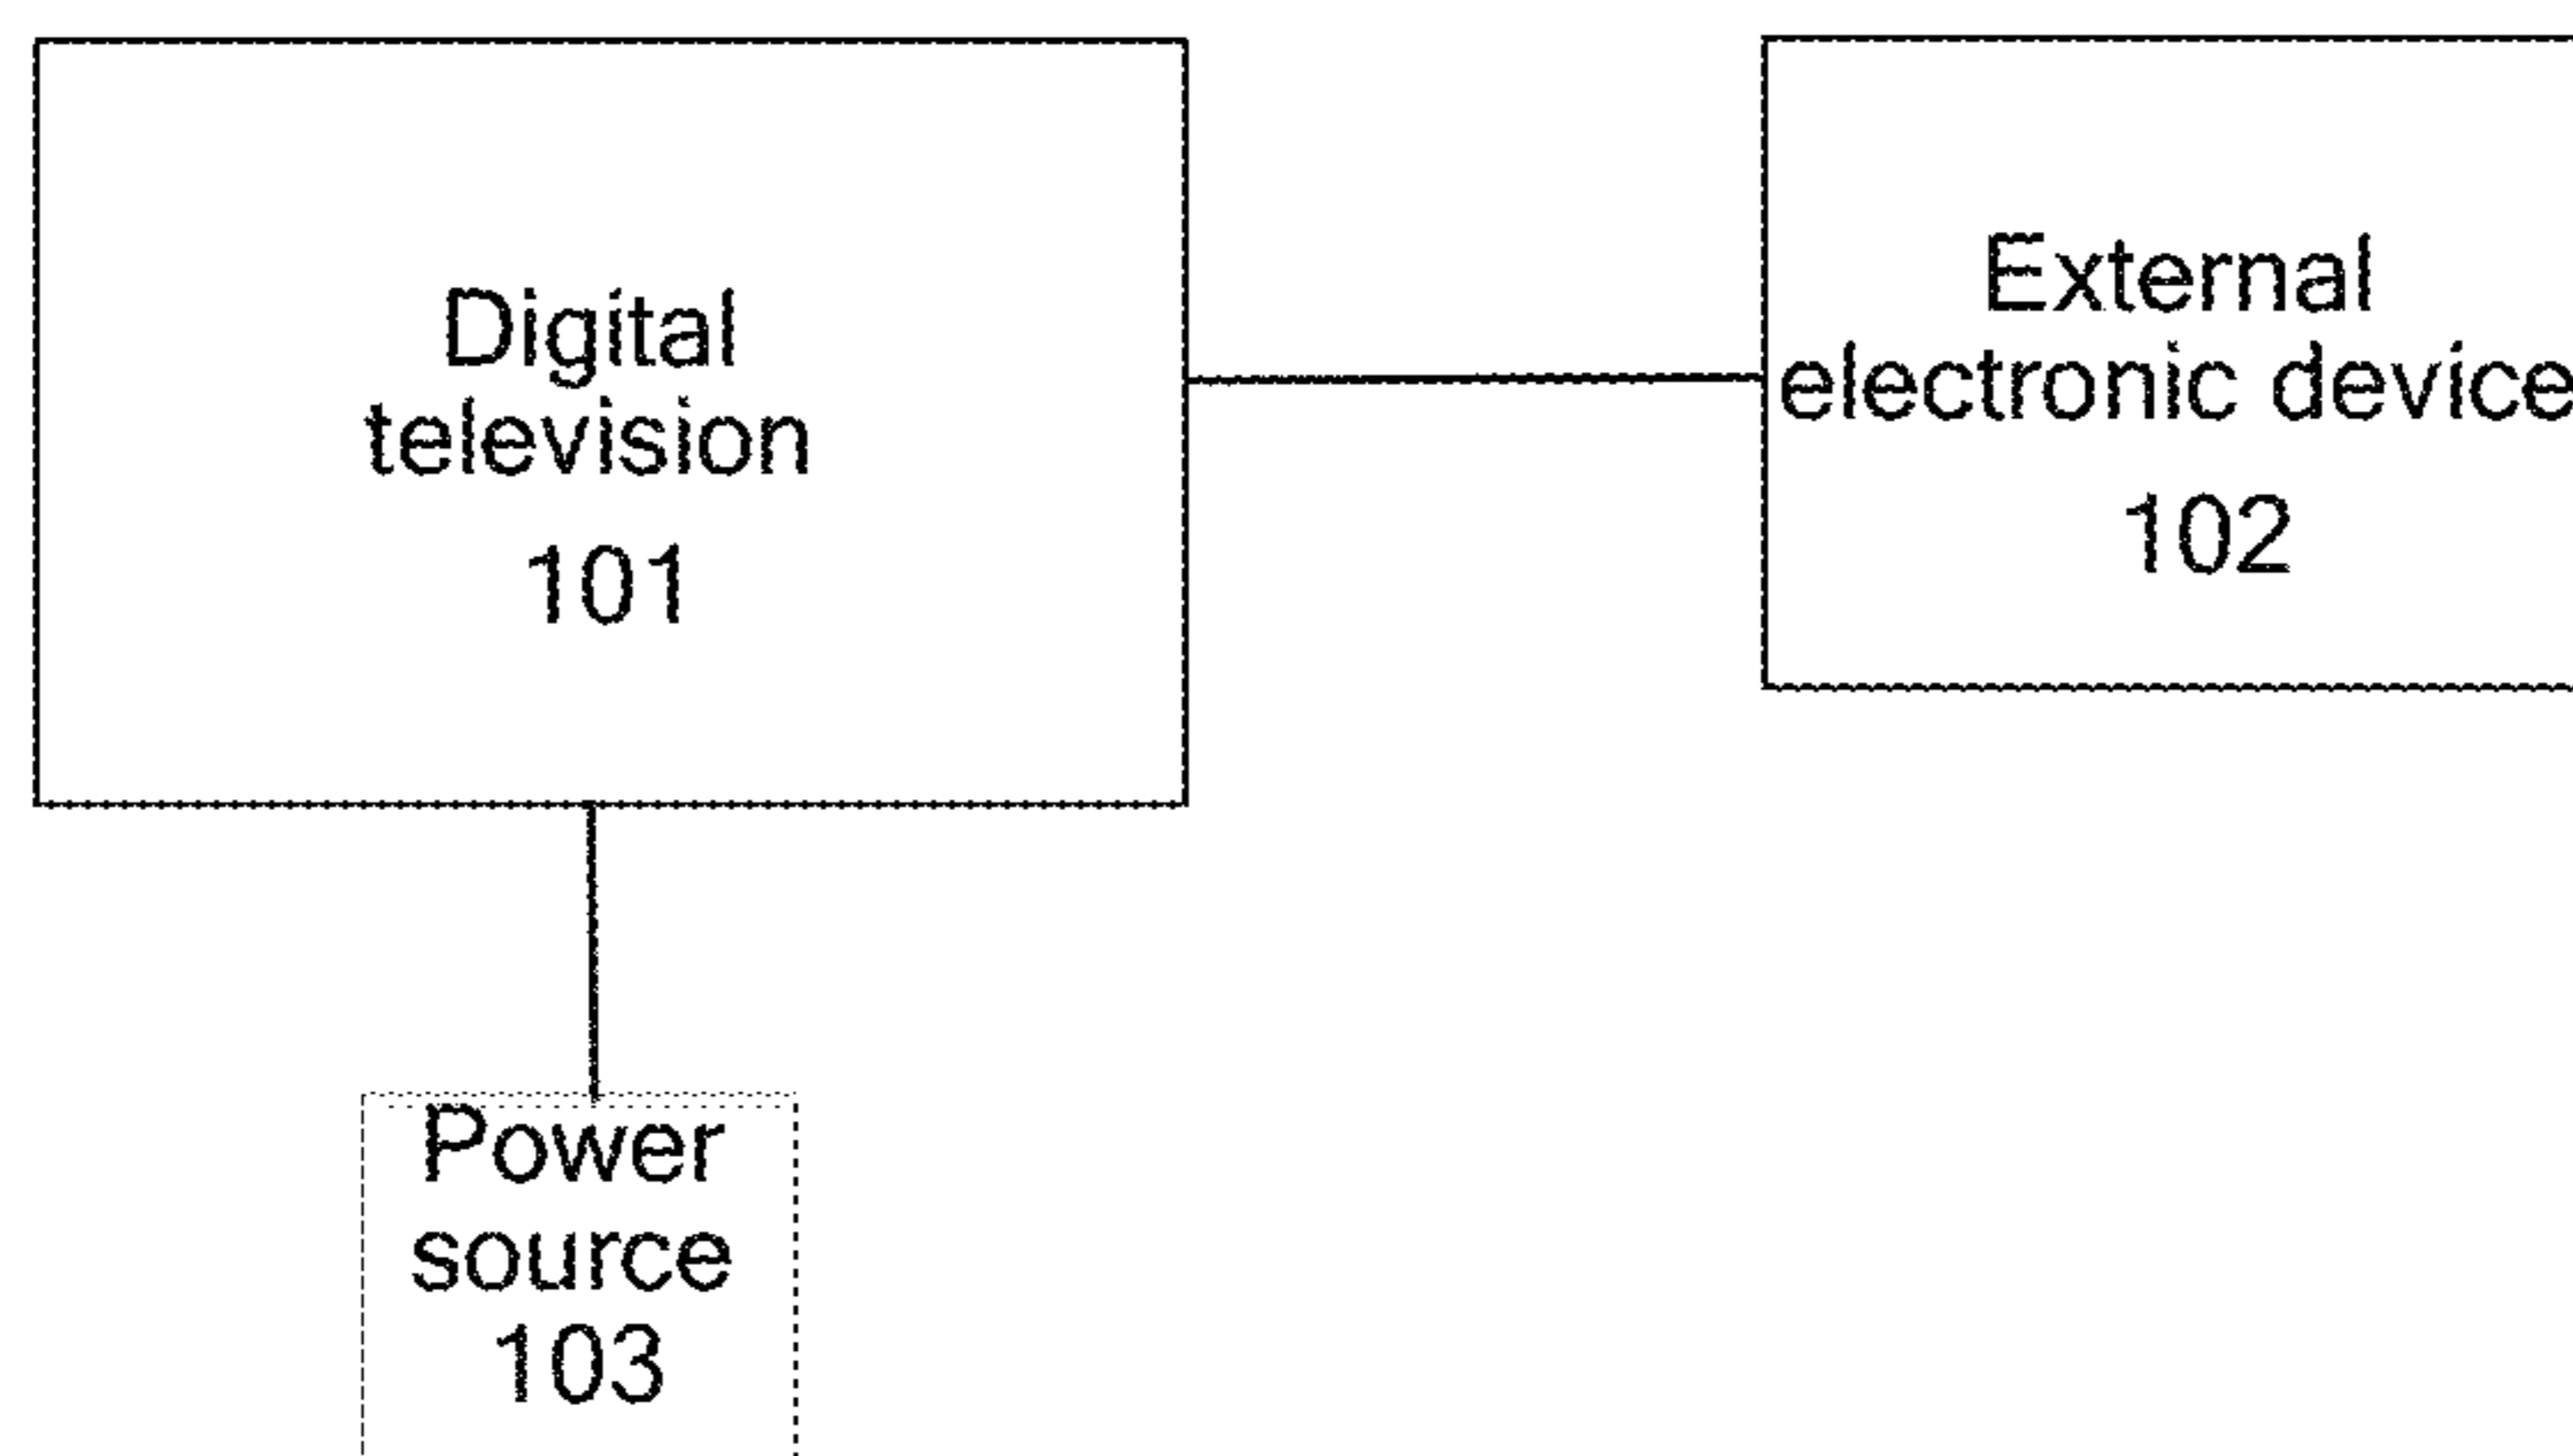 Digital
television
101
External
electronic device
102
Power
source
103